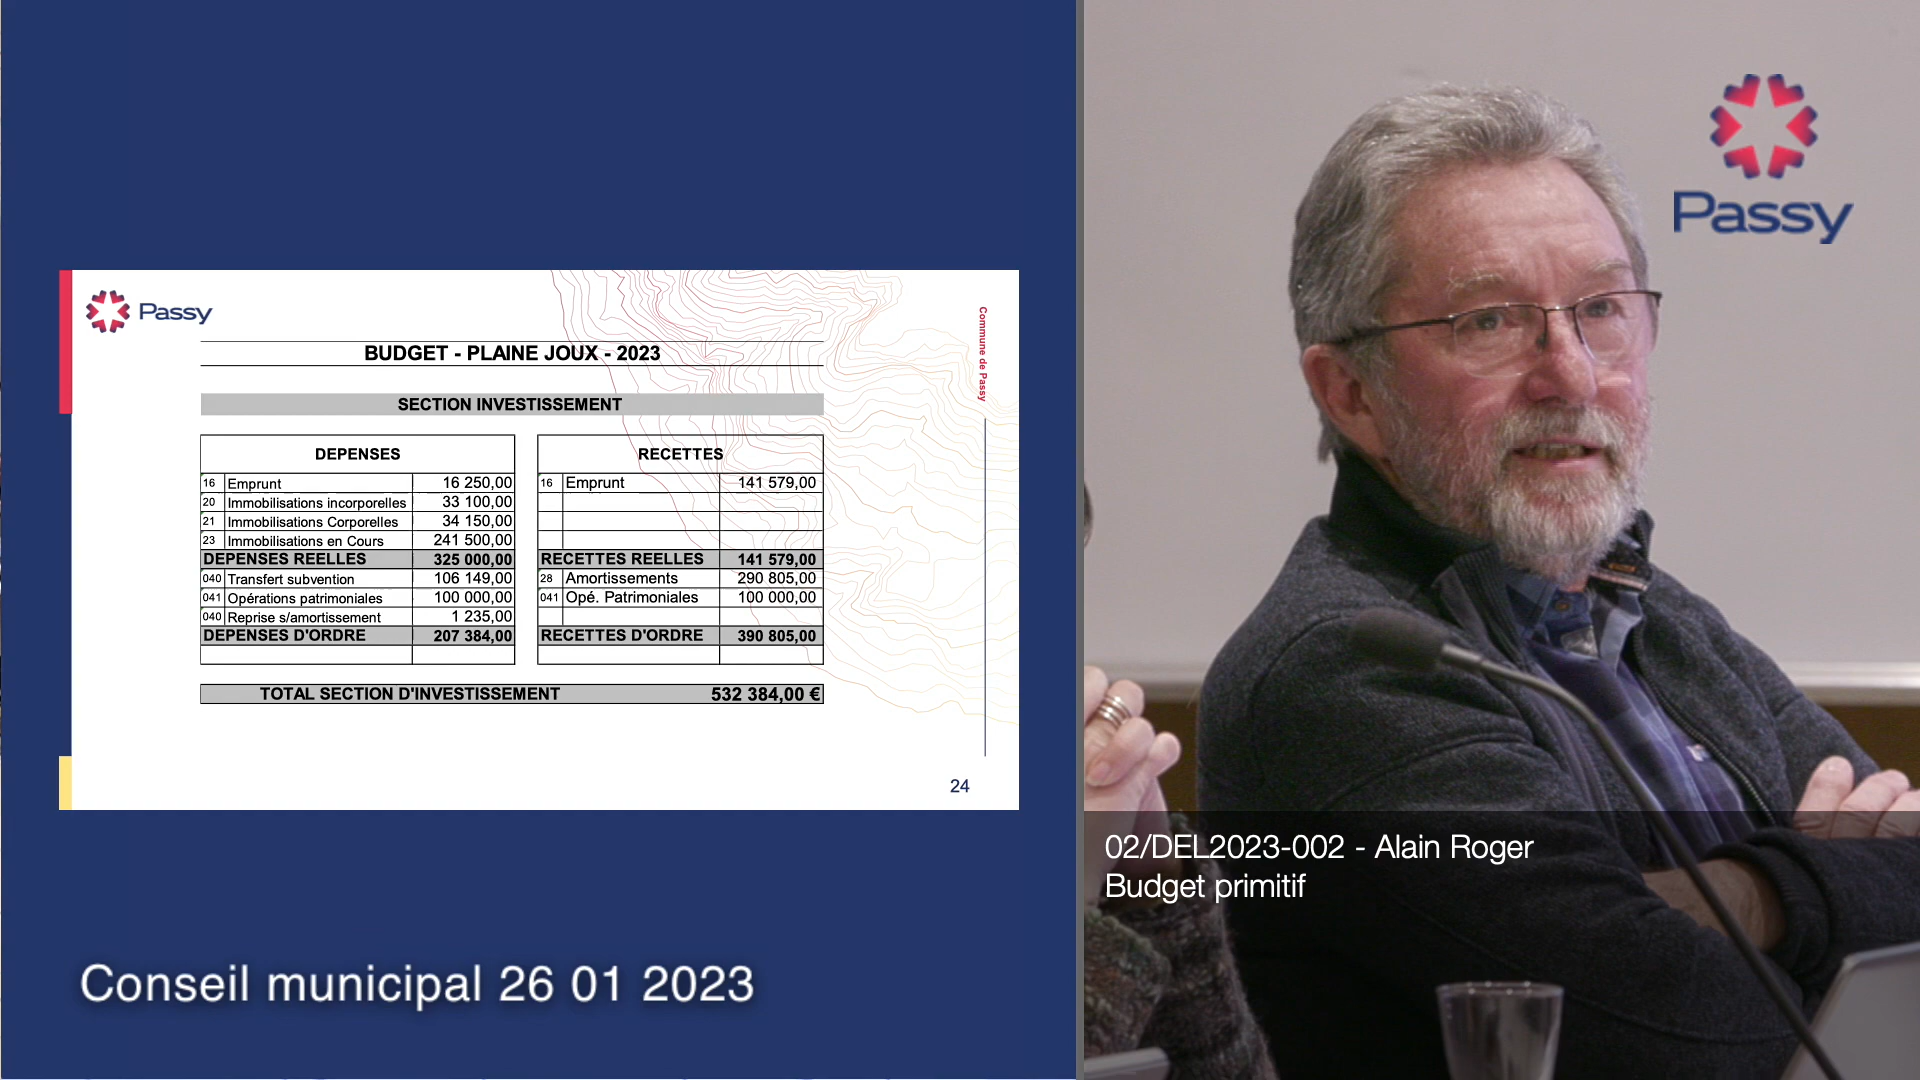 Passy
Commune de Passy
BUDGET - PLAINE JOUX - 2023
SECTION INVESTISSEMENT
DEPENSES
16 Emprunt 16 250,00
20 Immobilisations incorporelles 33 100,00
21 Immobilisations Corporelles 34 150,00
23 Immobilisations en Cours 241 500,00
DEPENSES REELLES 325 000,00
040 Transfert subvention 106 149,00
041 Opérations patrimoniales 100 000,00
040 Reprise s/amortissement 1 235,00
DEPENSES D'ORDRE 207 384,00
RECETTES
16 Emprunt 141 579,00
RECETTES REELLES 141 579,00
28 Amortissements 290 805,00
041 Opé. Patrimoniales 100 000,00
RECETTES D'ORDRE 390 805,00
TOTAL SECTION D'INVESTISSEMENT 532 384,00 €
24
Conseil municipal 26 01 2023
Passy
02/DEL2023-002 - Alain Roger
Budget primitif